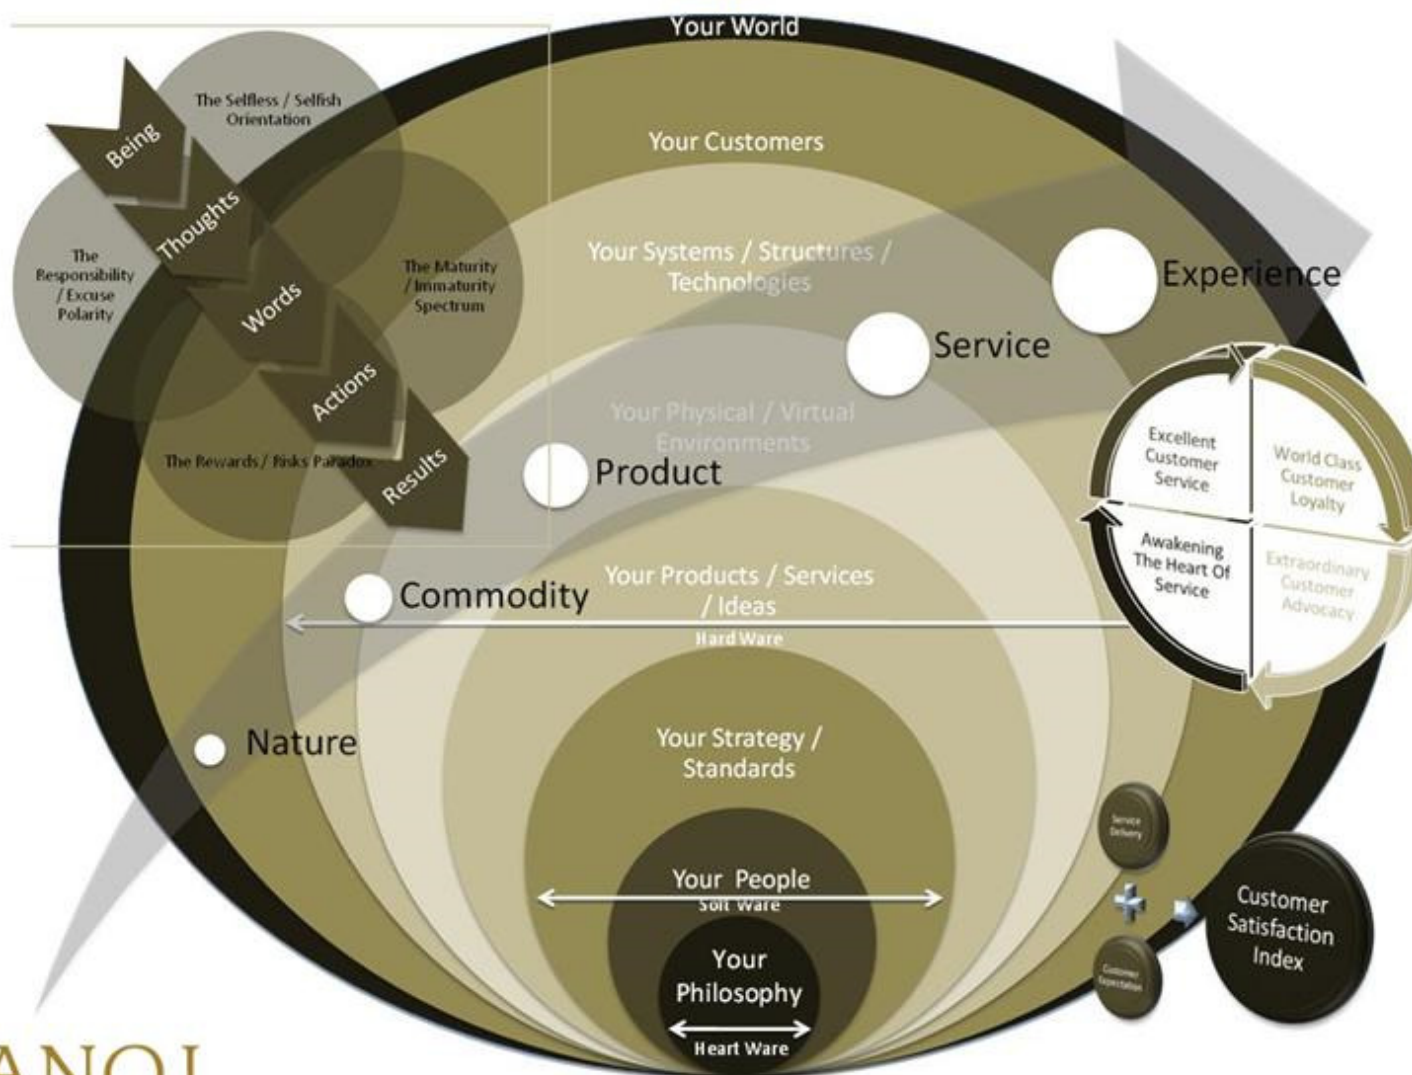 Your World
The Selfless / Selfish
Orientation
Being
Thoughts
Words
Actions
Results
The
Responsibility
/ Excuse
Polarity
The Maturity
/ Immaturity
Spectrum
The Rewards / Risks Paradox
Your Customers
Your Systems / Structures /
Technologies
Experience
Service
Your Physical / Virtual
Environments
Product
Excellent
Customer
Service
World Class
Customer
Loyalty
Awakening
The Heart Of
Service
Extraordinary
Customer
Advocacy
Your Products / Services
/ Ideas
Commodity
Hard Ware
Nature
Your Strategy /
Standards
Service
Delivery
Your People
Soft Ware
Customer
Satisfaction
Index
Customer
Expectation
Your
Philosophy
Heart Ware